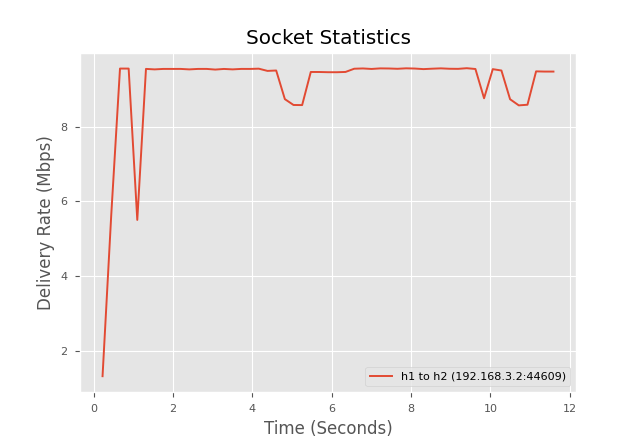 Socket Statistics
Delivery Rate (Mbps)
8
6
4
2
0 2 4 6 8 10 12
Time (Seconds)
h1 to h2 (192.168.3.2:44609)